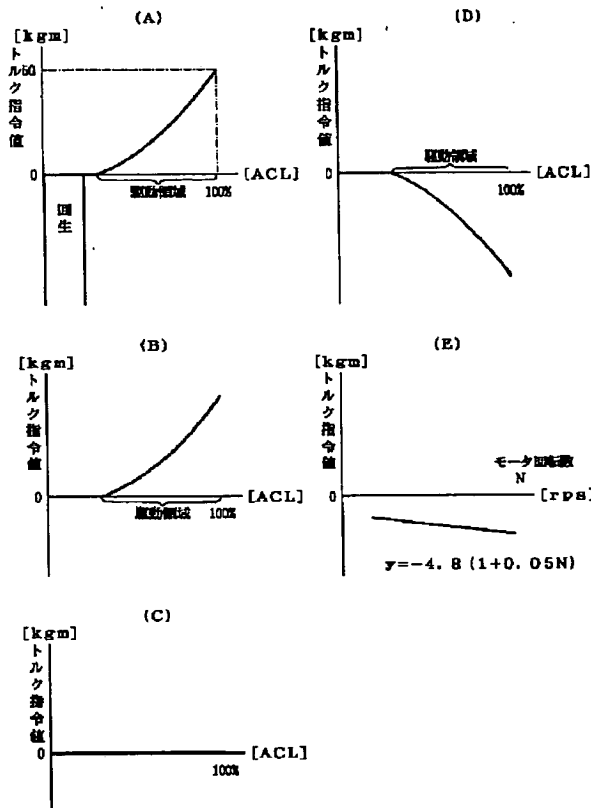 (A)
[kgm]
トルク指令値
60
0
[ACL]
駆動領域
100%
回生
(D)
[kgm]
トルク指令値
駆動領域
0
[ACL]
100%
(B)
[kgm]
トルク指令値
0
[ACL]
駆動領域
100%
(E)
[kgm]
トルク指令値
モータ回転数
N
0
[rps]
y=-4.8(1+0.05N)
(C)
[kgm]
トルク指令値
0
[ACL]
100%